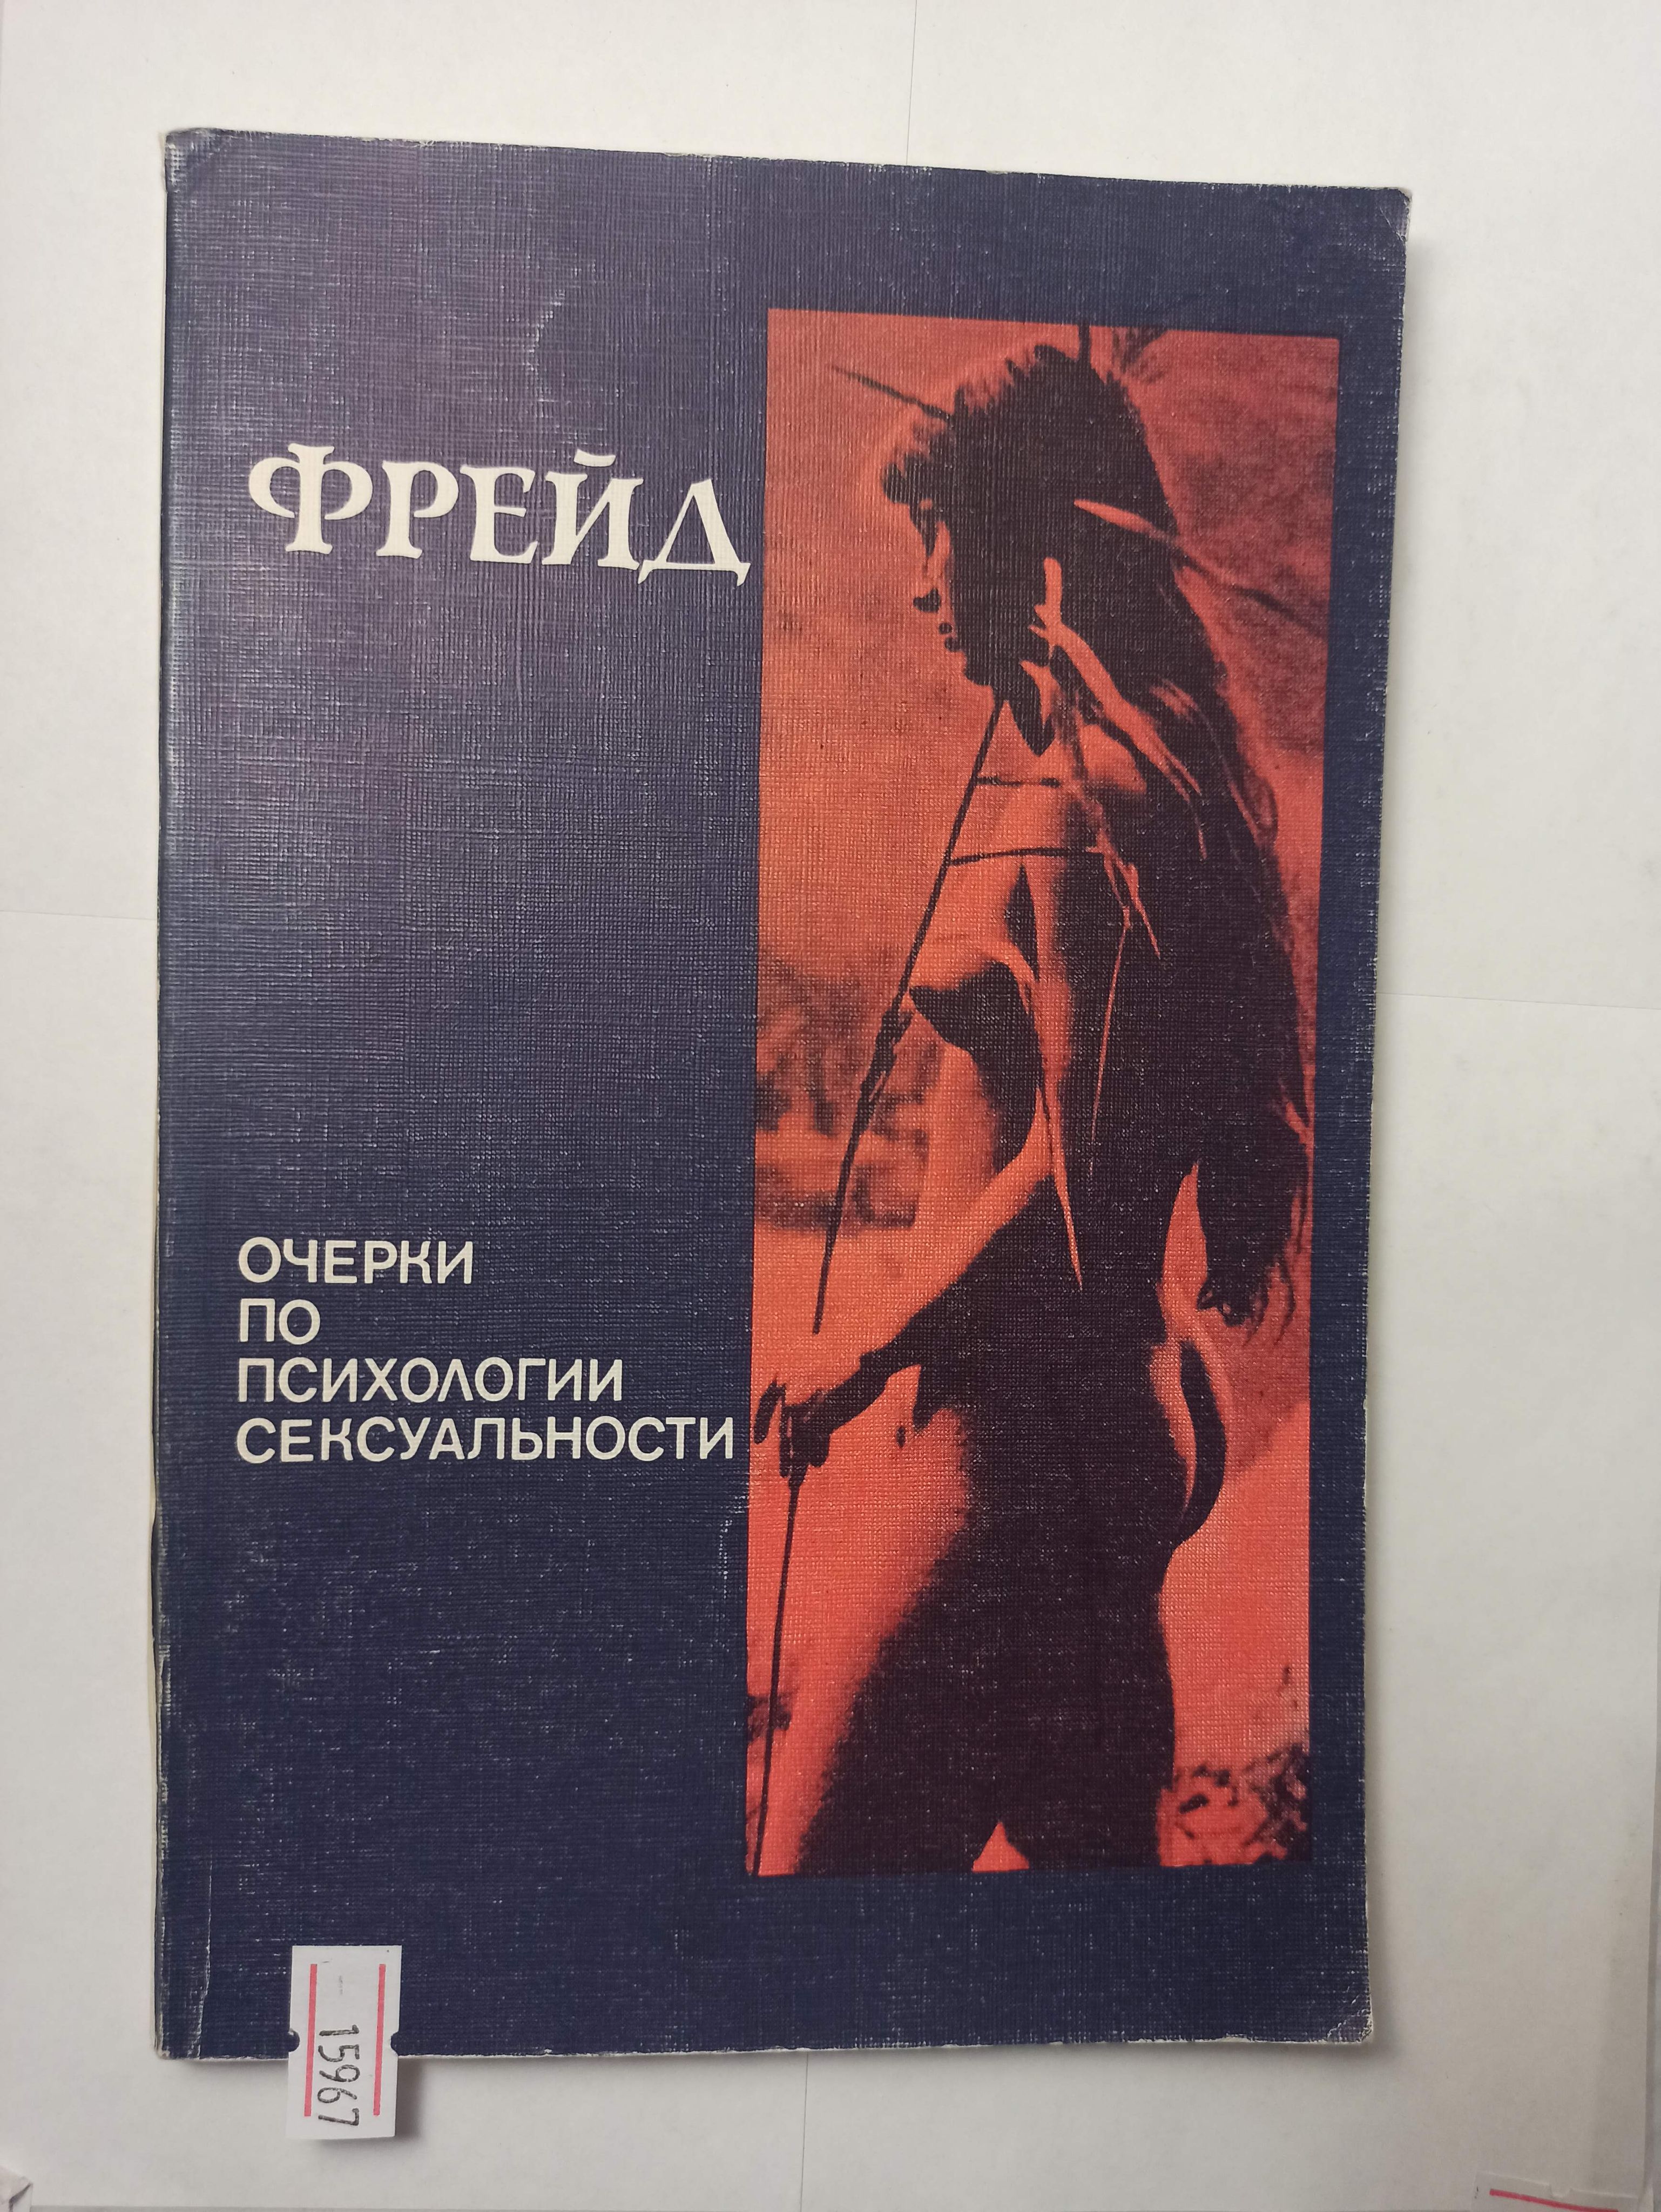 ФРЕЙД
ОЧЕРКИ
ПО
ПСИХОЛОГИИ
СЕКСУАЛЬНОСТИ
15967